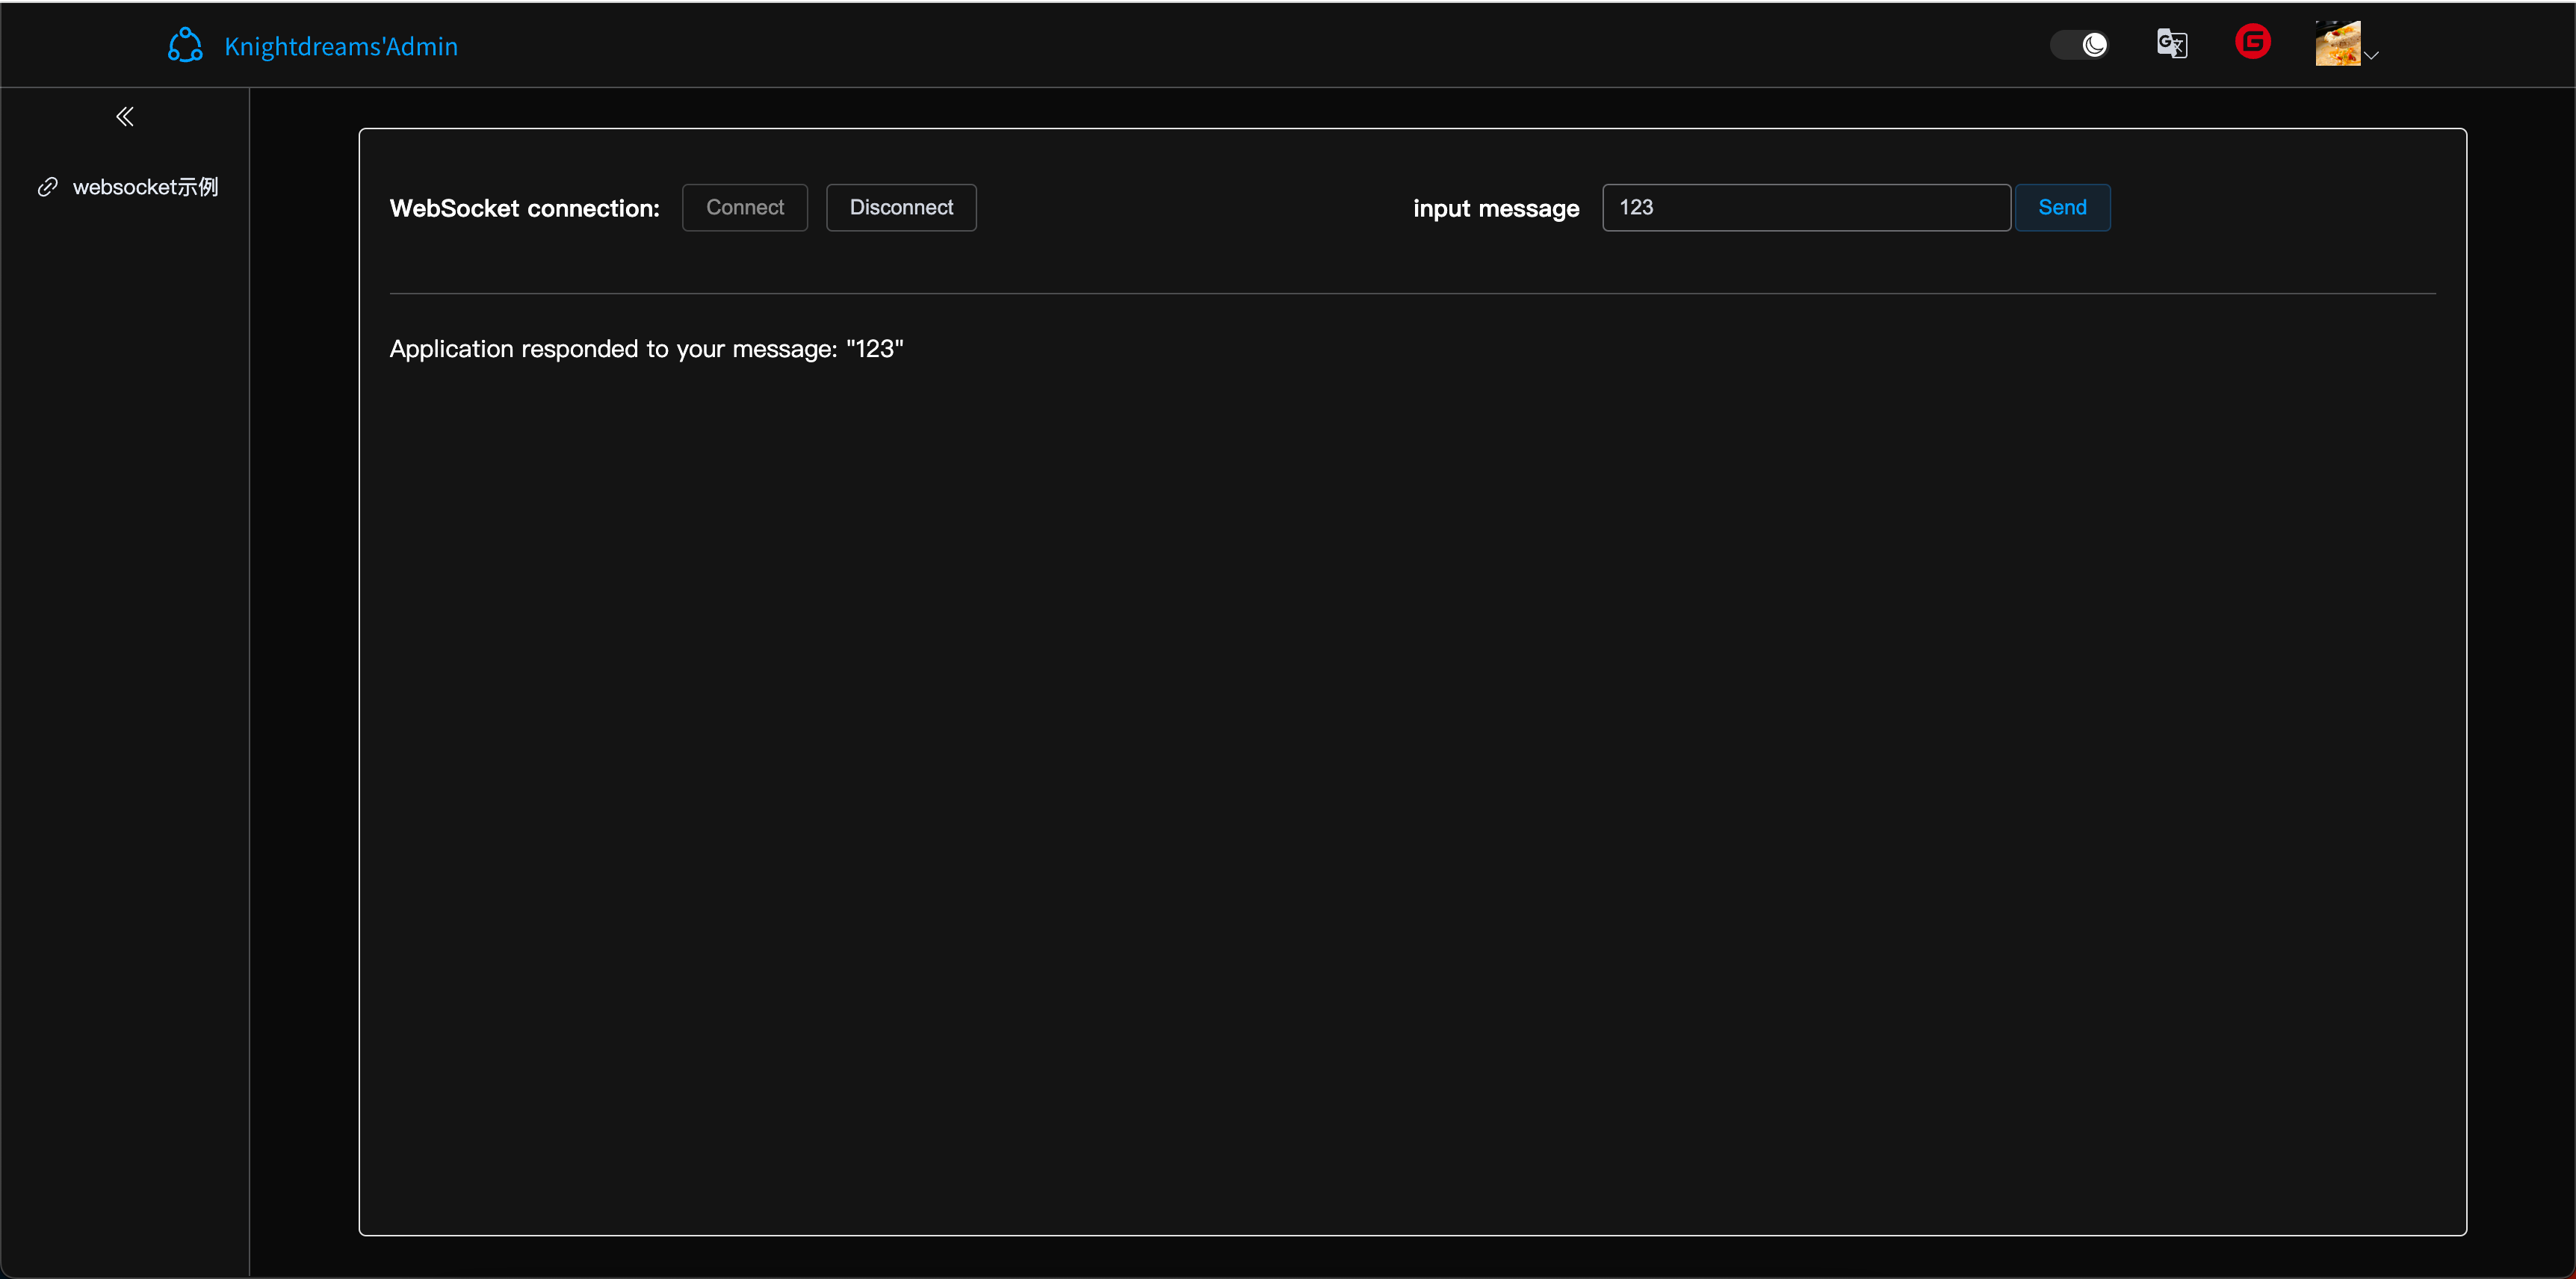 Knightdreams'Admin
websocket示例
WebSocket connection: Connect Disconnect input message 123 Send
Application responded to your message: "123"